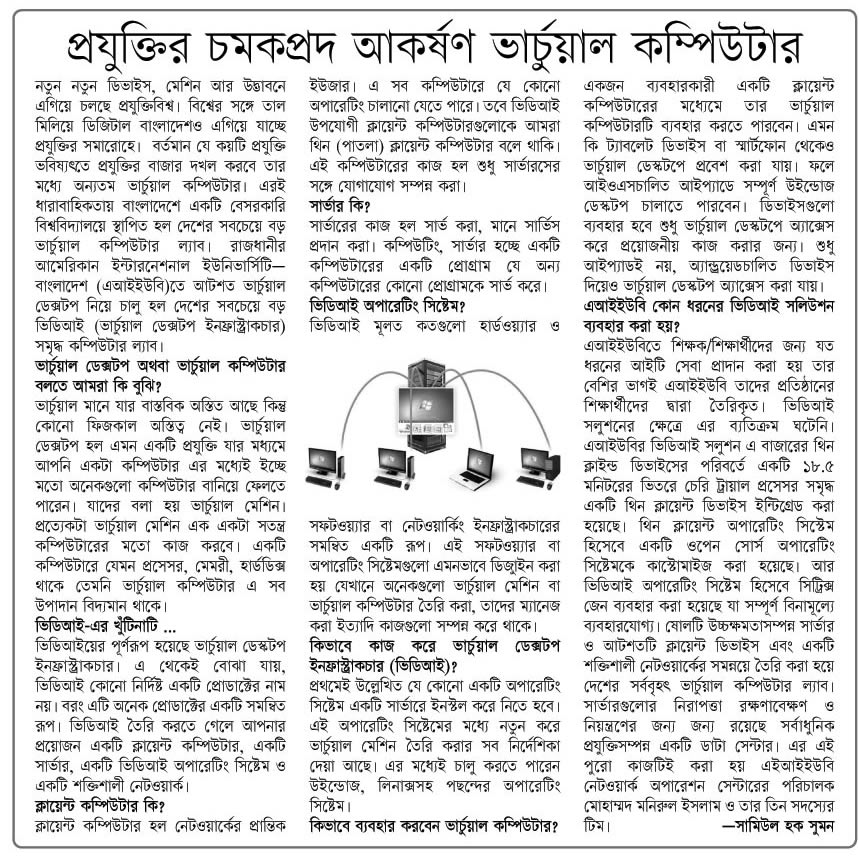 প্রযুক্তির চমকপ্রদ আকর্ষণ ভার্চুয়াল কম্পিউটার
নতুন নতুন ডিভাইস, মেশিন আর উদ্ভাবনে
এগিয়ে চলছে প্রযুক্তিবিশ্ব। বিশ্বের সঙ্গে তাল
মিলিয়ে ডিজিটাল বাংলাদেশও এগিয়ে যাচ্ছে
প্রযুক্তির সমারোহে। বর্তমান যে কয়টি প্রযুক্তি
ভবিষ্যৎতে প্রযুক্তির বাজার দখল করবে তার
মধ্যে অন্যতম ভার্চুয়াল কম্পিউটার। এরই
ধারাবাহিকতায় বাংলাদেশে একটি বেসরকারি
বিশ্ববিদ্যালয়ে স্থাপিত হল দেশের সবচেয়ে বড়
ভার্চুয়াল কম্পিউটার ল্যাব। রাজধানীর
আমেরিকান ইন্টারনেশনাল ইউনিভার্সিটি—
বাংলাদেশ (এআইইউবি)তে আটশত ভার্চুয়াল
ডেক্সটপ নিয়ে চালু হল দেশের সবচেয়ে বড়
ভিডিআই (ভার্চুয়াল ডেক্সটপ ইনফ্রাস্ট্রাকচার)
সমৃদ্ধ কম্পিউটার ল্যাব।
ভার্চুয়াল ডেক্সটপ অথবা ভার্চুয়াল কম্পিউটার
বলতে আমরা কি বুঝি?
ভার্চুয়াল মানে যার বাস্তবিক অস্তিত আছে কিন্তু
কোনো ফিজকাল অস্তিত্ব নেই। ভার্চুয়াল
ডেক্সটপ হল এমন একটি প্রযুক্তি যার মধ্যমে
আপনি একটা কম্পিউটার এর মধ্যেই ইচ্ছে
মতো অনেকগুলো কম্পিউটার বানিয়ে ফেলতে
পারেন। যাদের বলা হয় ভার্চুয়াল মেশিন।
প্রত্যেকটা ভার্চুয়াল মেশিন এক একটা সতন্ত্র
কম্পিউটারের মতো কাজ করবে। একটি
কম্পিউটারে যেমন প্রসেসর, মেমরী, হার্ডডিক্স
থাকে তেমনি ভার্চুয়াল কম্পিউটার এ সব
উপাদান বিদ্যমান থাকে।
ভিডিআই-এর খুঁটিনাটি ...
ভিডিআইয়ের পূর্ণরূপ হয়েছে ভার্চুয়াল ডেস্কটপ
ইনফ্রাস্ট্রাকচার। এ থেকেই বোঝা যায়,
ভিডিআই কোনো নির্দিষ্ট একটি প্রোডাক্টের নাম
নয়। বরং এটি অনেক প্রোডাক্টের একটি সমন্বিত
রূপ। ভিডিআই তৈরি করতে গেলে আপনার
প্রয়োজন একটি ক্লায়েন্ট কম্পিউটার, একটি
সার্ভার, একটি ভিডিআই অপারেটিং সিষ্টেম ও
একটি শক্তিশালী নেটওয়ার্ক।
ক্লায়েন্ট কম্পিউটার কি?
ক্লায়েন্ট কম্পিউটার হল নেটওয়ার্কের প্রান্তিক
ইউজার। এ সব কম্পিউটারে যে কোনো
অপারেটিং চালানো যেতে পারে। তবে ভিডিআই
উপযোগী ক্লায়েন্ট কম্পিউটারগুলোকে আমরা
থিন (পাতলা) ক্লায়েন্ট কম্পিউটার বলে থাকি।
এই কম্পিউটারের কাজ হল শুধু সার্ভারসের
সঙ্গে যোগাযোগ সম্পন্ন করা।
সার্ভার কি?
সার্ভারের কাজ হল সার্ভ করা, মানে সার্ভিস
প্রদান করা। কম্পিউটিং, সার্ভার হচ্ছে একটি
কম্পিউটারের একটি প্রোগ্রাম যে অন্য
কম্পিউটারের কোনো প্রোগ্রামকে সার্ভ করে।
ভিডিআই অপারেটিং সিষ্টেম?
ভিডিআই মূলত কতগুলো হার্ডওয়্যার ও
সফটওয়্যার বা নেটওয়ার্কিং ইনফ্রাস্ট্রাকচারের
সমন্বিত একটি রূপ। এই সফটওয়্যার বা
অপারেটিং সিষ্টেমগুলো এমনভাবে ডিজাইন করা
হয় যেখানে অনেকগুলো ভার্চুয়াল মেশিন বা
ভার্চুয়াল কম্পিউটার তৈরি করা, তাদের ম্যানেজ
করা ইত্যাদি কাজগুলো সম্পন্ন করে থাকে।
কিভাবে কাজ করে ভার্চুয়াল ডেক্সটপ
ইনফ্রাস্ট্রাকচার (ভিডিআই)?
প্রথমেই উল্লেখিত যে কোনো একটি অপারেটিং
সিষ্টেম একটি সার্ভারে ইনস্টল করে নিতে হবে।
এই অপারেটিং সিষ্টেমের মধ্যে নতুন করে
ভার্চুয়াল মেশিন তৈরি করার সব নির্দেশিকা
দেয়া আছে। এর মধ্যেই চালু করতে পারেন
উইন্ডোজ, লিনাক্সসহ পছন্দের অপারেটিং
সিষ্টেম।
কিভাবে ব্যবহার করবেন ভার্চুয়াল কম্পিউটার?
একজন ব্যবহারকারী একটি ক্লায়েন্ট
কম্পিউটারের মধ্যেমে তার ভার্চুয়াল
কম্পিউটারটি ব্যবহার করতে পারবেন। এমন
কি ট্যাবলেট ডিভাইস বা স্মার্টফোন থেকেও
ভার্চুয়াল ডেস্কটপে প্রবেশ করা যায়। ফলে
আইওএসচালিত আইপ্যাডে সম্পূর্ণ উইন্ডোজ
ডেস্কটপ চালাতে পারবেন। ডিভাইসগুলো
ব্যবহার হবে শুধু ভার্চুয়াল ডেস্কটপে অ্যাক্সেস
করে প্রয়োজনীয় কাজ করার জন্য। শুধু
আইপ্যাডই নয়, অ্যান্ড্রয়েডচালিত ডিভাইস
দিয়েও ভার্চুয়াল ডেস্কটপ অ্যাক্সেস করা যায়।
এআইইউবি কোন ধরনের ভিডিআই সলিউশন
ব্যবহার করা হয়?
এআইইউবিতে শিক্ষক/শিক্ষার্থীদের জন্য যত
ধরনের আইটি সেবা প্রাদান করা হয় তার
বেশির ভাগই এআইইউবি তাদের প্রতিষ্ঠানের
শিক্ষার্থীদের দ্বারা তৈরিকৃত। ভিডিআই
সলুশনের ক্ষেত্রে এর ব্যতিক্রম ঘটেনি।
এআইউবির ভিডিআই সলুশন এ বাজারের থিন
ক্লাইন্ড ডিভাইসের পরিবর্তে একটি ১৮.৫
মনিটরের ভিতরে চেরি ট্রায়াল প্রসেসর সমৃদ্ধ
একটি থিন ক্লায়েন্ট ডিভাইস ইন্টিগ্রেড করা
হয়েছে। থিন ক্লায়েন্ট অপারেটিং সিস্টেম
হিসেবে একটি ওপেন সোর্স অপারেটিং
সিস্টেমকে কাস্টোমাইজ করা হয়েছে। আর
ভিডিআই অপারেটিং সিষ্টেম হিসেবে সিট্রিক্স
জেন ব্যবহার করা হয়েছে যা সম্পূর্ণ বিনামূল্যে
ব্যবহারযোগ্য। ষোলটি উচ্চক্ষমতাসম্পন্ন সার্ভার
ও আটশতটি ক্লায়েন্ট ডিভাইস এবং একটি
শক্তিশালী নেটওয়ার্কের সমন্নয়ে তৈরি করা হয়ে
দেশের সর্ববৃহৎ ভার্চুয়াল কম্পিউটার ল্যাব।
সার্ভারগুলোর নিরাপত্তা রক্ষণাবেক্ষণ ও
নিয়ন্ত্রণের জন্য জন্য রয়েছে সর্বাধুনিক
প্রযুক্তিসম্পন্ন একটি ডাটা সেন্টার। এর এই
পুরো কাজটিই করা হয় এইআইইউবি
নেটওয়ার্ক অপারেশন সেন্টারের পরিচালক
মোহাম্মদ মনিরুল ইসলাম ও তার তিন সদস্যের
টিম। —সামিউল হক সুমন